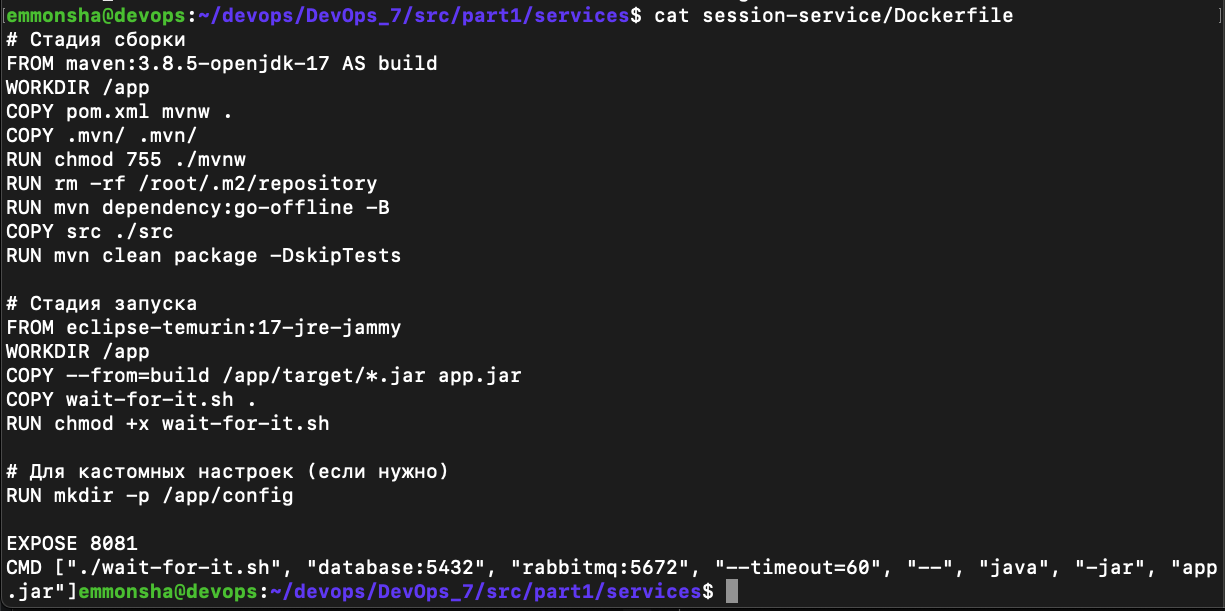 emmonsha@devops:~/devops/DevOps_7/src/part1/services$ cat session-service/Dockerfile
# Стадия сборки
FROM maven:3.8.5-openjdk-17 AS build
WORKDIR /app
COPY pom.xml mvnw .
COPY .mvn/ .mvn/
RUN chmod 755 ./mvnw
RUN rm -rf /root/.m2/repository
RUN mvn dependency:go-offline -B
COPY src ./src
RUN mvn clean package -DskipTests

# Стадия запуска
FROM eclipse-temurin:17-jre-jammy
WORKDIR /app
COPY --from=build /app/target/*.jar app.jar
COPY wait-for-it.sh .
RUN chmod +x wait-for-it.sh

# Для кастомных настроек (если нужно)
RUN mkdir -p /app/config

EXPOSE 8081
CMD ["./wait-for-it.sh", "database:5432", "rabbitmq:5672", "--timeout=60", "--", "java", "-jar", "app
.jar"]emmonsha@devops:~/devops/DevOps_7/src/part1/services$